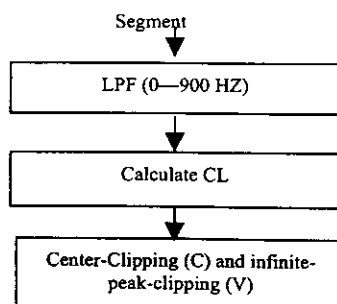 Segment
LPF (0—900 HZ)
Calculate CL
Center-Clipping (C) and infinite-
peak-clipping (V)